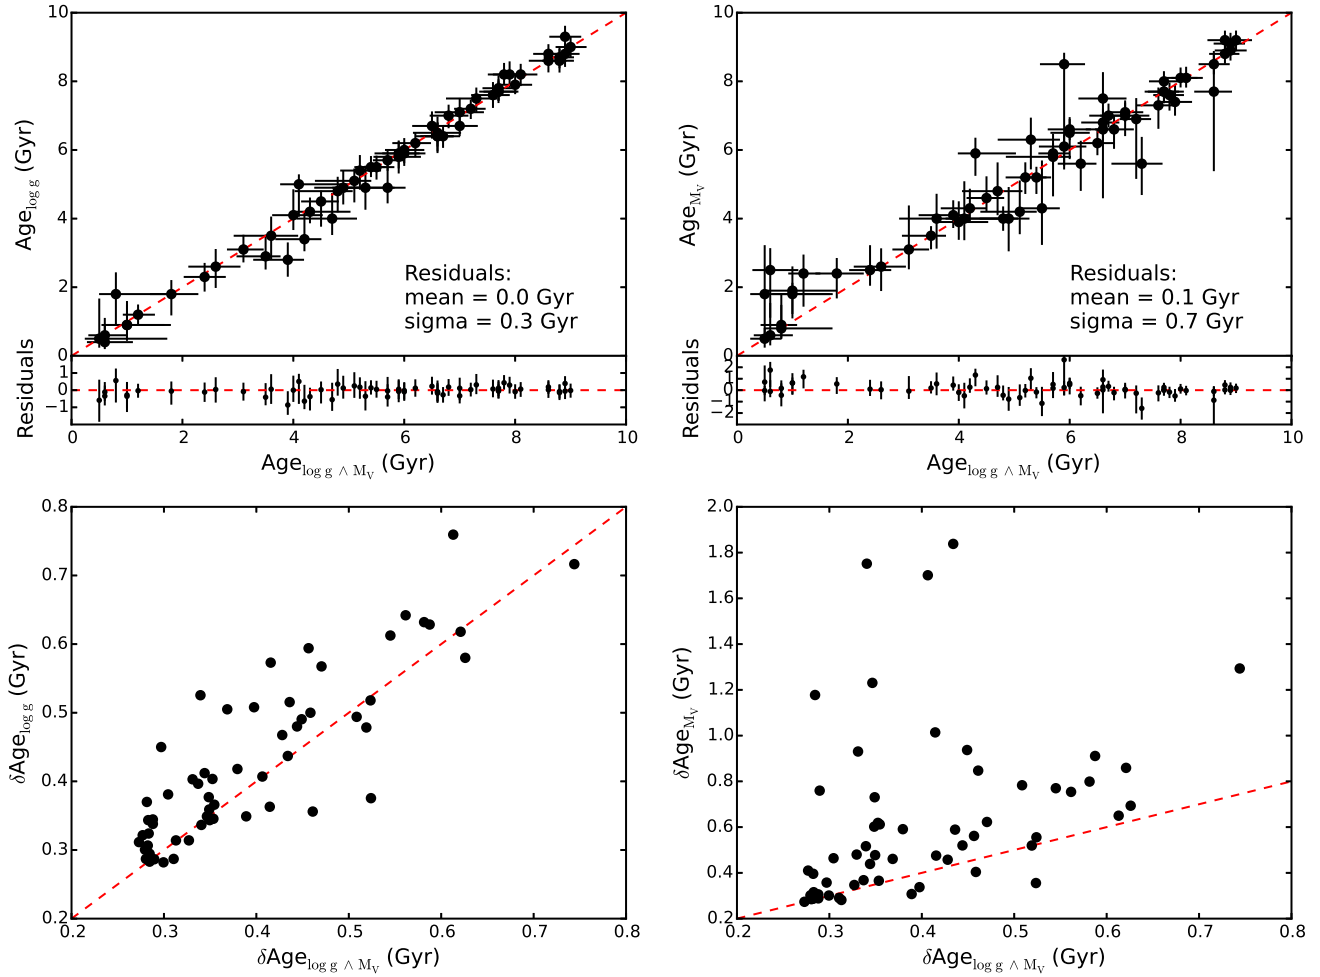 10
8
6
4
2
0
Age_log g (Gyr)
Residuals:
mean = 0.0 Gyr
sigma = 0.3 Gyr
1
0
−1
Residuals
0 2 4 6 8 10
Age_log g ∧ M_V (Gyr)
10
8
6
4
2
0
Age_M_V (Gyr)
Residuals:
mean = 0.1 Gyr
sigma = 0.7 Gyr
2
1
0
−1
−2
Residuals
0 2 4 6 8 10
Age_log g ∧ M_V (Gyr)
0.8
0.7
0.6
0.5
0.4
0.3
0.2
δAge_log g (Gyr)
0.2 0.3 0.4 0.5 0.6 0.7 0.8
δAge_log g ∧ M_V (Gyr)
2.0
1.8
1.6
1.4
1.2
1.0
0.8
0.6
0.4
0.2
δAge_M_V (Gyr)
0.2 0.3 0.4 0.5 0.6 0.7 0.8
δAge_log g ∧ M_V (Gyr)